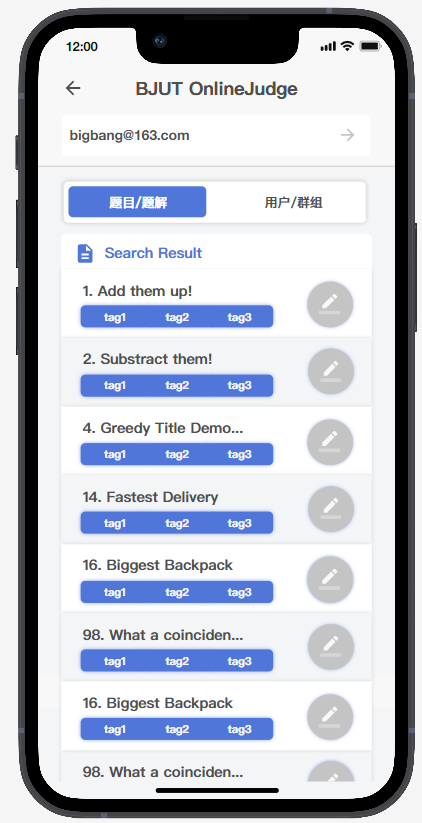 12:00
BJUT OnlineJudge
bigbang@163.com
题目/题解 用户/群组
Search Result
1. Add them up!
tag1 tag2 tag3
2. Substract them!
tag1 tag2 tag3
4. Greedy Title Demo...
tag1 tag2 tag3
14. Fastest Delivery
tag1 tag2 tag3
16. Biggest Backpack
tag1 tag2 tag3
98. What a coinciden...
tag1 tag2 tag3
16. Biggest Backpack
tag1 tag2 tag3
98. What a coinciden...